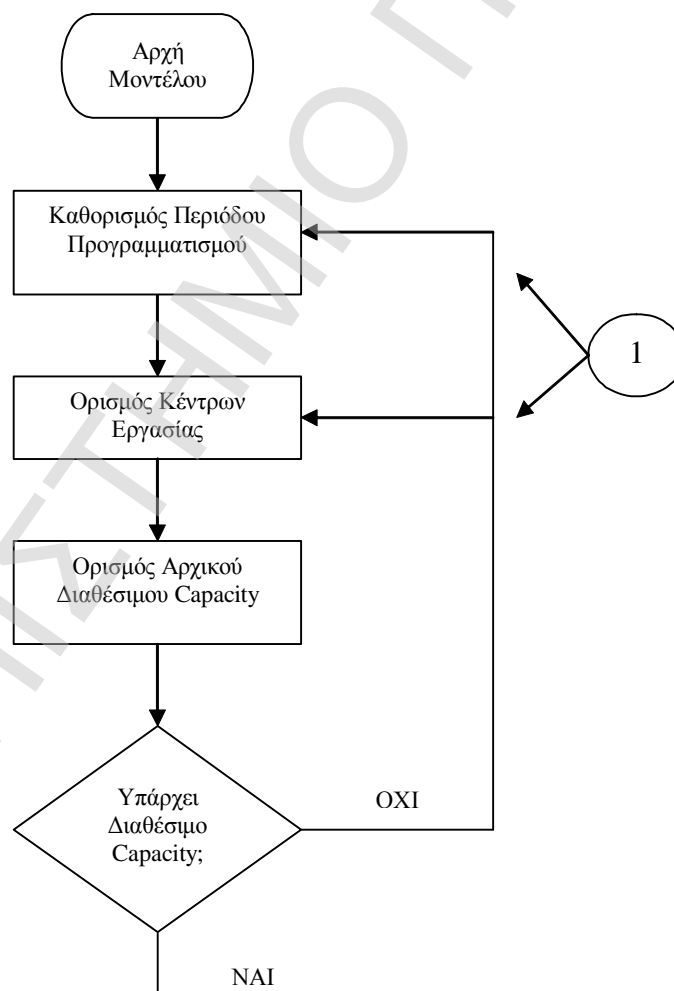 Αρχή
Μοντέλου
Καθορισμός Περιόδου
Προγραμματισμού
1
Ορισμός Κέντρων
Εργασίας
Ορισμός Αρχικού
Διαθέσιμου Capacity
Υπάρχει
Διαθέσιμο
Capacity;
ΟΧΙ
ΝΑΙ